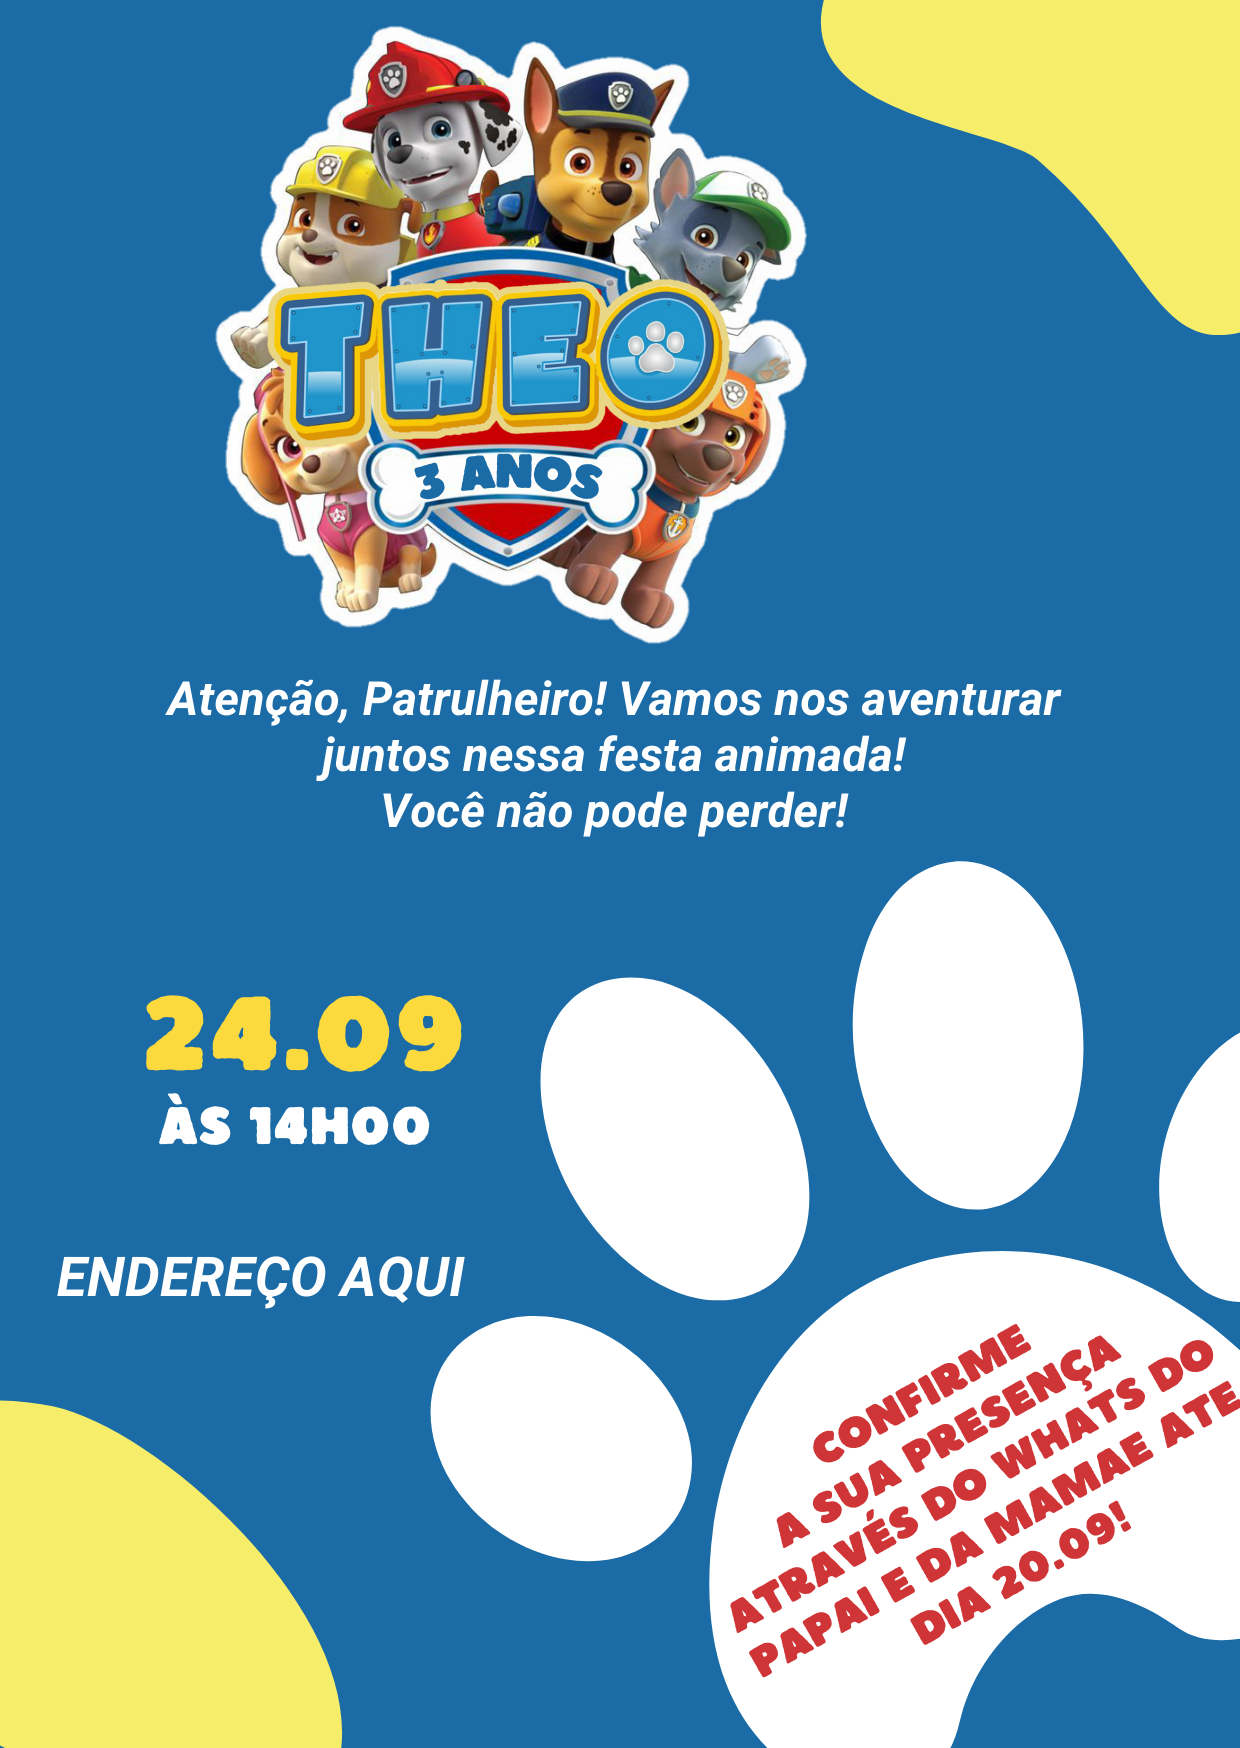 THEO
3 ANOS
Atenção, Patrulheiro! Vamos nos aventurar
juntos nessa festa animada!
Você não pode perder!
24.09
ÀS 14H00
ENDEREÇO AQUI
CONFIRME
A SUA PRESENÇA
ATRAVÉS DO WHATS DO
PAPAI E DA MAMAE ATE
DIA 20.09!